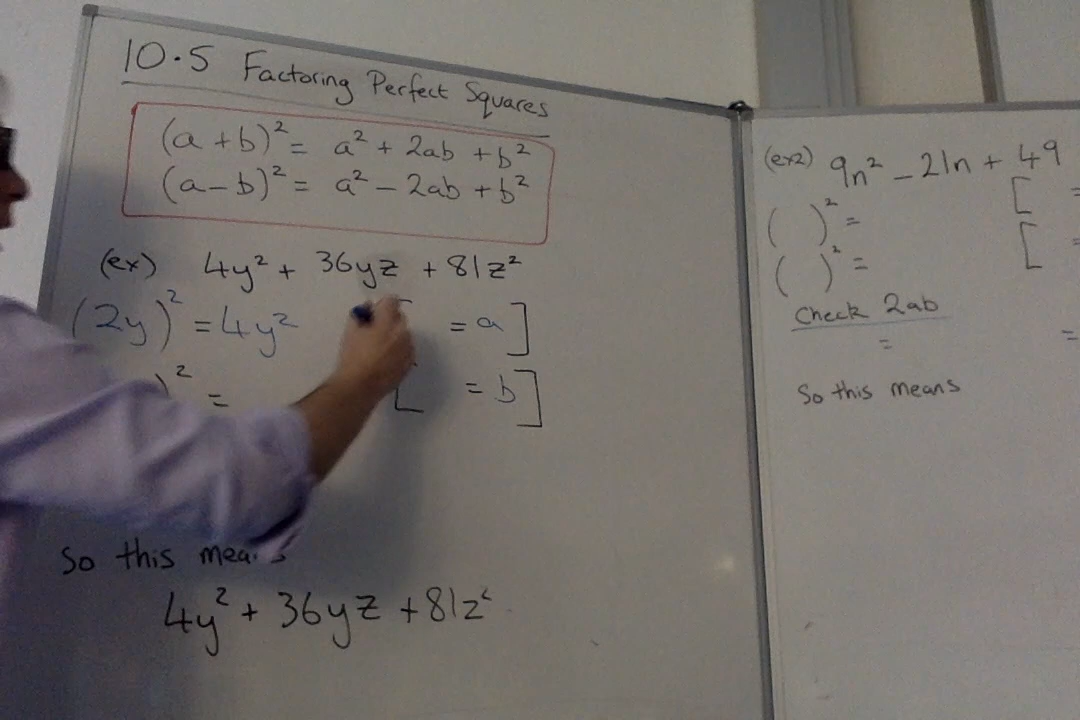 10.5 Factoring Perfect Squares
(a+b)² = a² + 2ab + b²
(a-b)² = a² - 2ab + b²
(ex) 4y² + 36yz + 81z²
(2y)² = 4y² [ = a]
)² = [ = b]
So this means
4y² + 36yz + 81z²
(ex2) 9n² - 21n + 49
( )² = [ =
( )² = [ =
Check 2ab
= =
So this means